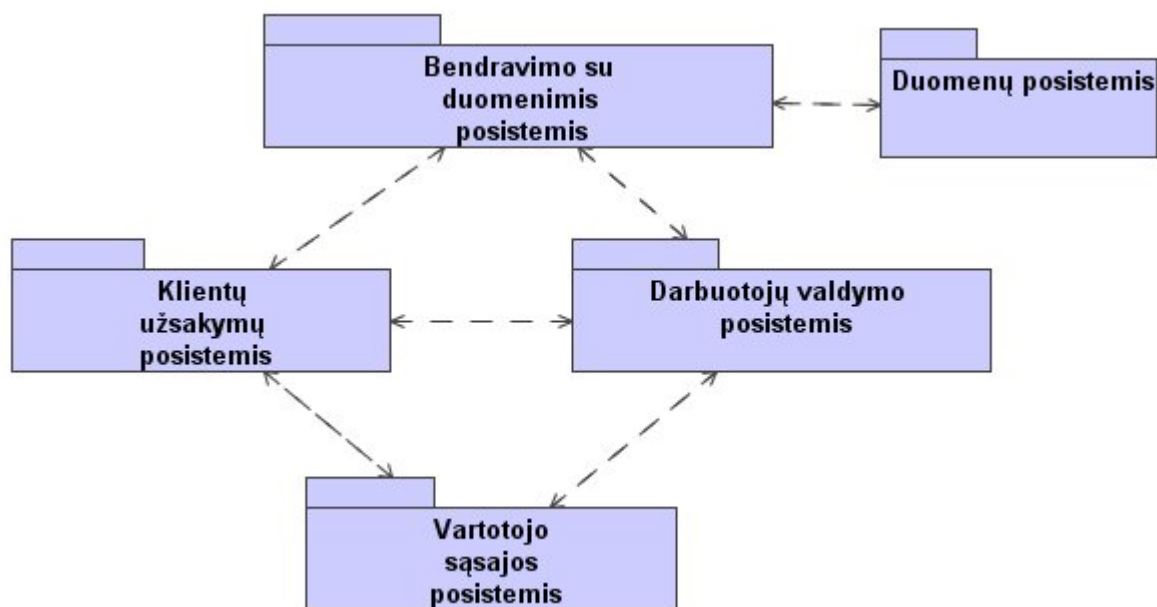 Bendravimo su
duomenimis
posistemis
Duomenų posistemis
Klientų
užsakymų
posistemis
Darbuotojų valdymo
posistemis
Vartotojo
sąsajos
posistemis